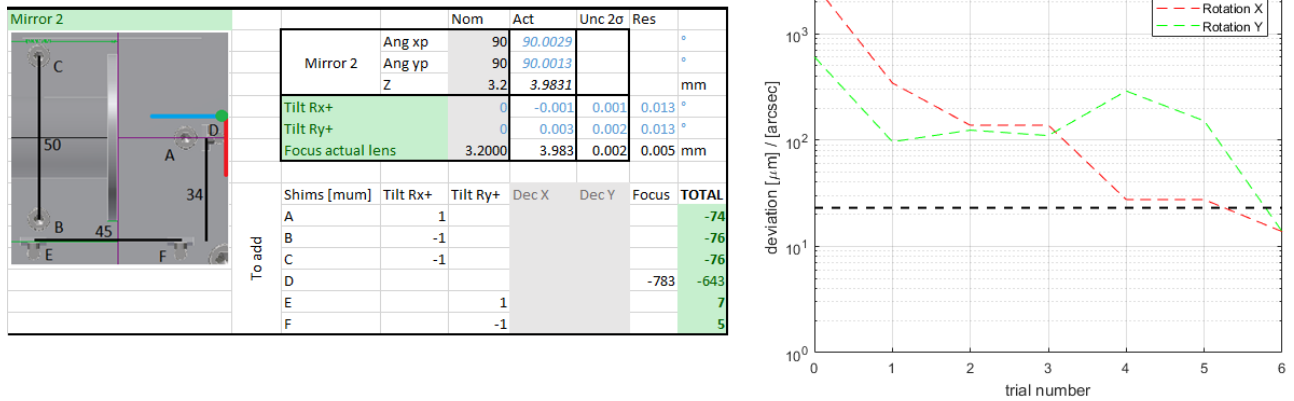 Mirror 2
Nom Act Unc 2σ Res
Mirror 2
Ang xp 90 90.0029 °
Ang yp 90 90.0013 °
Z 3.2 3.9831 mm
Tilt Rx+ 0 -0.001 0.001 0.013 °
Tilt Ry+ 0 0.003 0.002 0.013 °
Focus actual lens 3.2000 3.983 0.002 0.005 mm
Shims [mum] Tilt Rx+ Tilt Ry+ Dec X Dec Y Focus TOTAL
To add
A 1 -74
B -1 -76
C -1 -76
D -783 -643
E 1 7
F -1 5
C
50
D
A
34
B
45
E
F
Rotation X
Rotation Y
deviation [μm] / [arcsec]
10³
10²
10¹
10⁰
0 1 2 3 4 5 6
trial number